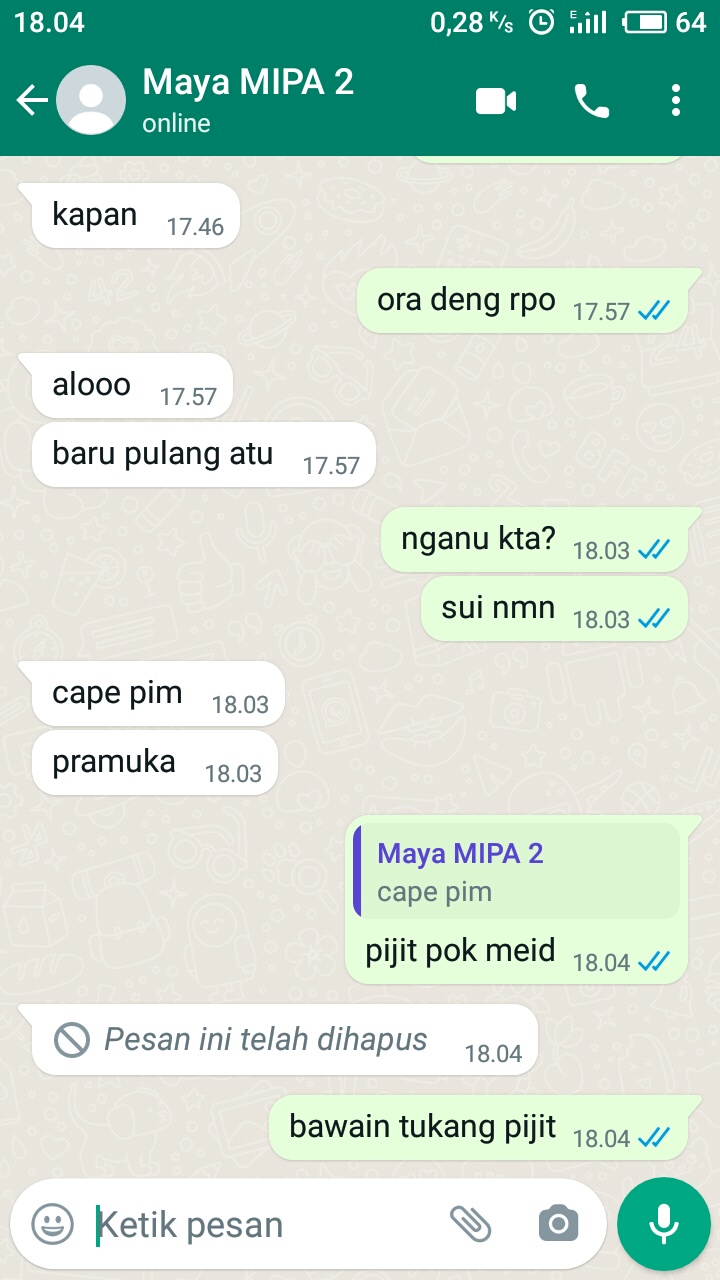 18.04 0,28 K/s E 64
Maya MIPA 2
online
kapan 17.46
ora deng rpo 17.57
alooo 17.57
baru pulang atu 17.57
nganu kta? 18.03
sui nmn 18.03
cape pim 18.03
pramuka 18.03
Maya MIPA 2
cape pim
pijit pok meid 18.04
Pesan ini telah dihapus 18.04
bawain tukang pijit 18.04
Ketik pesan